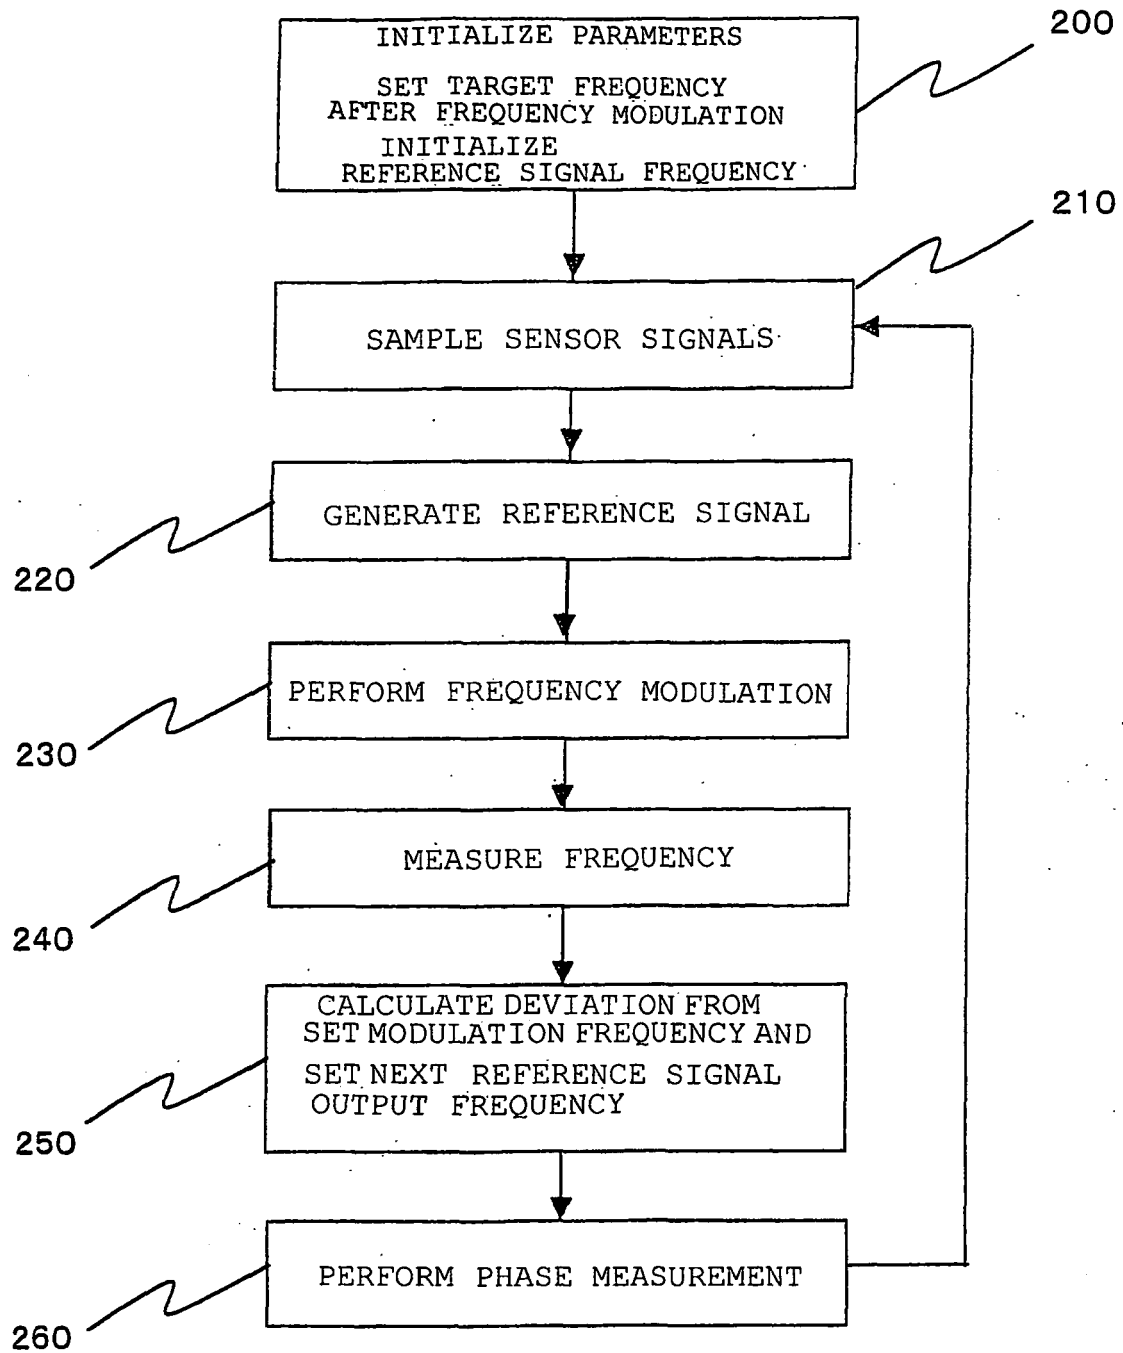 INITIALIZE PARAMETERS
200
SET TARGET FREQUENCY
AFTER FREQUENCY MODULATION
INITIALIZE
REFERENCE SIGNAL FREQUENCY
210
SAMPLE SENSOR SIGNALS
GENERATE REFERENCE SIGNAL
220
PERFORM FREQUENCY MODULATION
230
MEASURE FREQUENCY
240
CALCULATE DEVIATION FROM
SET MODULATION FREQUENCY AND
SET NEXT REFERENCE SIGNAL
OUTPUT FREQUENCY
250
PERFORM PHASE MEASUREMENT
260